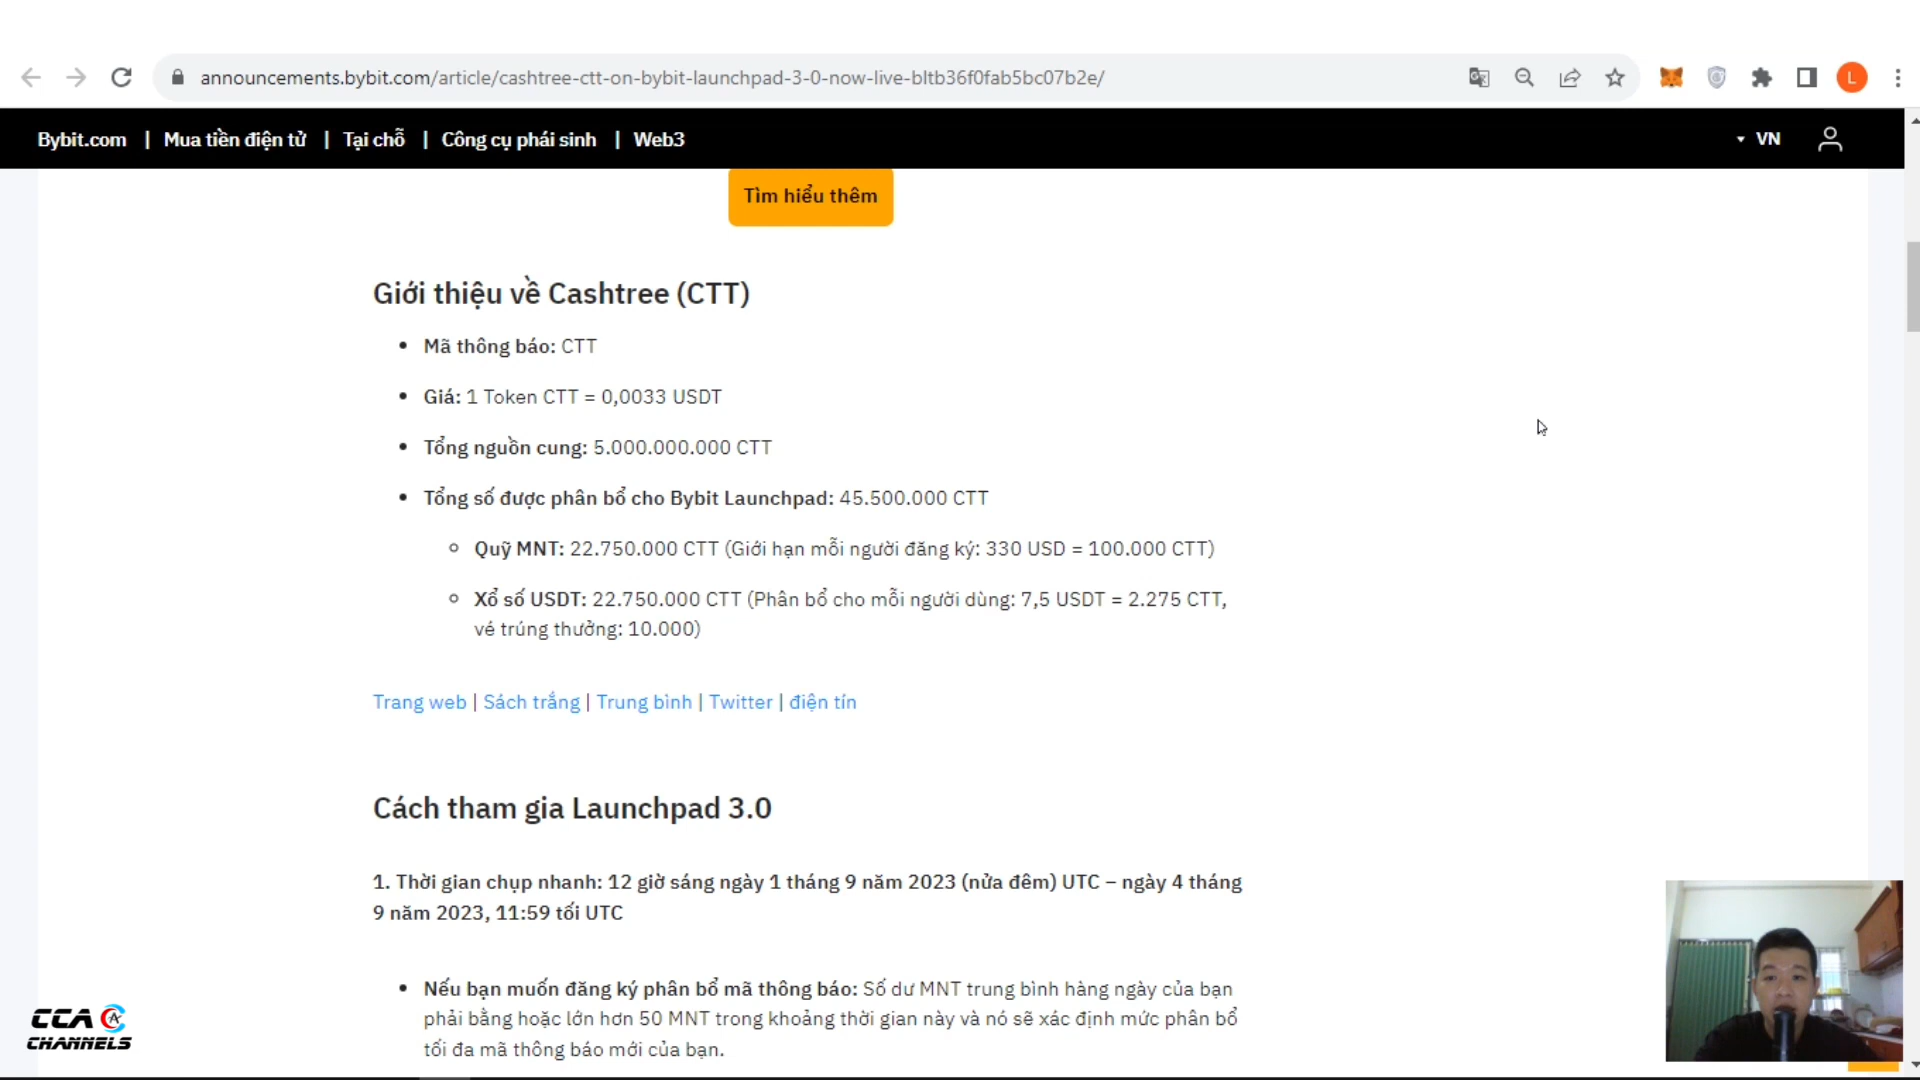 announcements.bybit.com/article/cashtree-ctt-on-bybit-launchpad-3-0-now-live-bltb36f0fab5bc07b2e/
L
Bybit.com | Mua tiền điện tử | Tại chỗ | Công cụ phái sinh | Web3
VN
Tìm hiểu thêm
Giới thiệu về Cashtree (CTT)
Mã thông báo: CTT
Giá: 1 Token CTT = 0,0033 USDT
Tổng nguồn cung: 5.000.000.000 CTT
Tổng số được phân bổ cho Bybit Launchpad: 45.500.000 CTT
Quỹ MNT: 22.750.000 CTT (Giới hạn mỗi người đăng ký: 330 USD = 100.000 CTT)
Xổ số USDT: 22.750.000 CTT (Phân bổ cho mỗi người dùng: 7,5 USDT = 2.275 CTT,
vé trúng thưởng: 10.000)
Trang web | Sách trắng | Trung bình | Twitter | điện tín
Cách tham gia Launchpad 3.0
1. Thời gian chụp nhanh: 12 giờ sáng ngày 1 tháng 9 năm 2023 (nửa đêm) UTC – ngày 4 tháng
9 năm 2023, 11:59 tối UTC
Nếu bạn muốn đăng ký phân bổ mã thông báo: Số dư MNT trung bình hàng ngày của bạn
phải bằng hoặc lớn hơn 50 MNT trong khoảng thời gian này và nó sẽ xác định mức phân bổ
tối đa mã thông báo mới của bạn.
CCA
CHANNELS